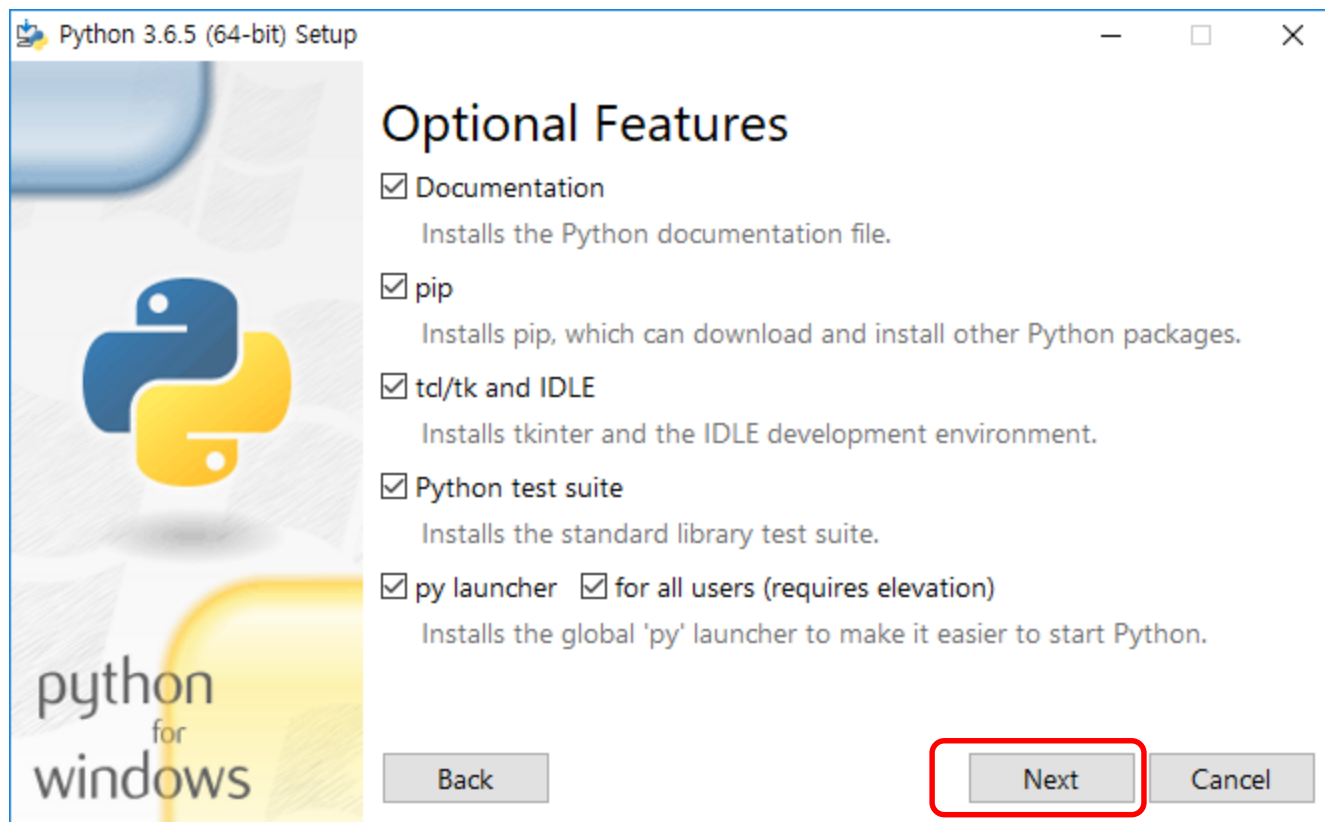 Python 3.6.5 (64-bit) Setup
Optional Features
Documentation
Installs the Python documentation file.
pip
Installs pip, which can download and install other Python packages.
tcl/tk and IDLE
Installs tkinter and the IDLE development environment.
Python test suite
Installs the standard library test suite.
py launcher for all users (requires elevation)
Installs the global 'py' launcher to make it easier to start Python.
python
for
windows
Back Next Cancel